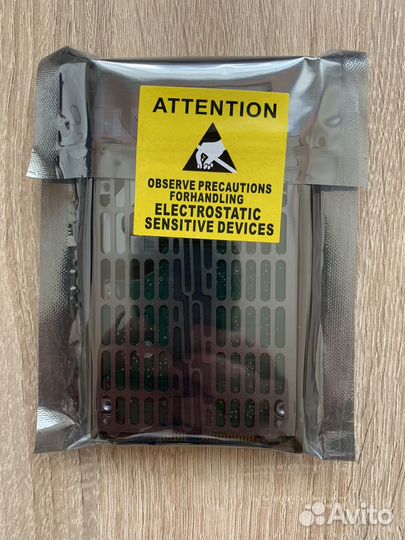 ATTENTION
OBSERVE PRECAUTIONS
FORHANDLING
ELECTROSTATIC
SENSITIVE DEVICES
Avito